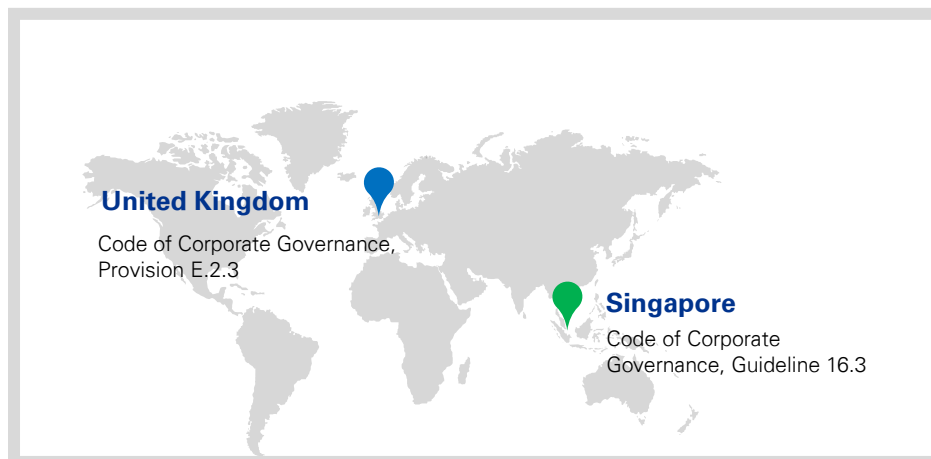 United Kingdom
Code of Corporate Governance,
Provision E.2.3
Singapore
Code of Corporate
Governance, Guideline 16.3